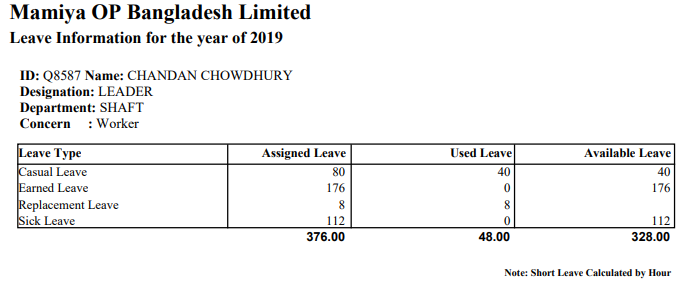 Mamiya OP Bangladesh Limited
Leave Information for the year of 2019
ID: Q8587 Name: CHANDAN CHOWDHURY
Designation: LEADER
Department: SHAFT
Concern : Worker
Leave Type Assigned Leave Used Leave Available Leave
Casual Leave 80 40 40
Earned Leave 176 0 176
Replacement Leave 8 8
Sick Leave 112 0 112
376.00 48.00 328.00
Note: Short Leave Calculated by Hour